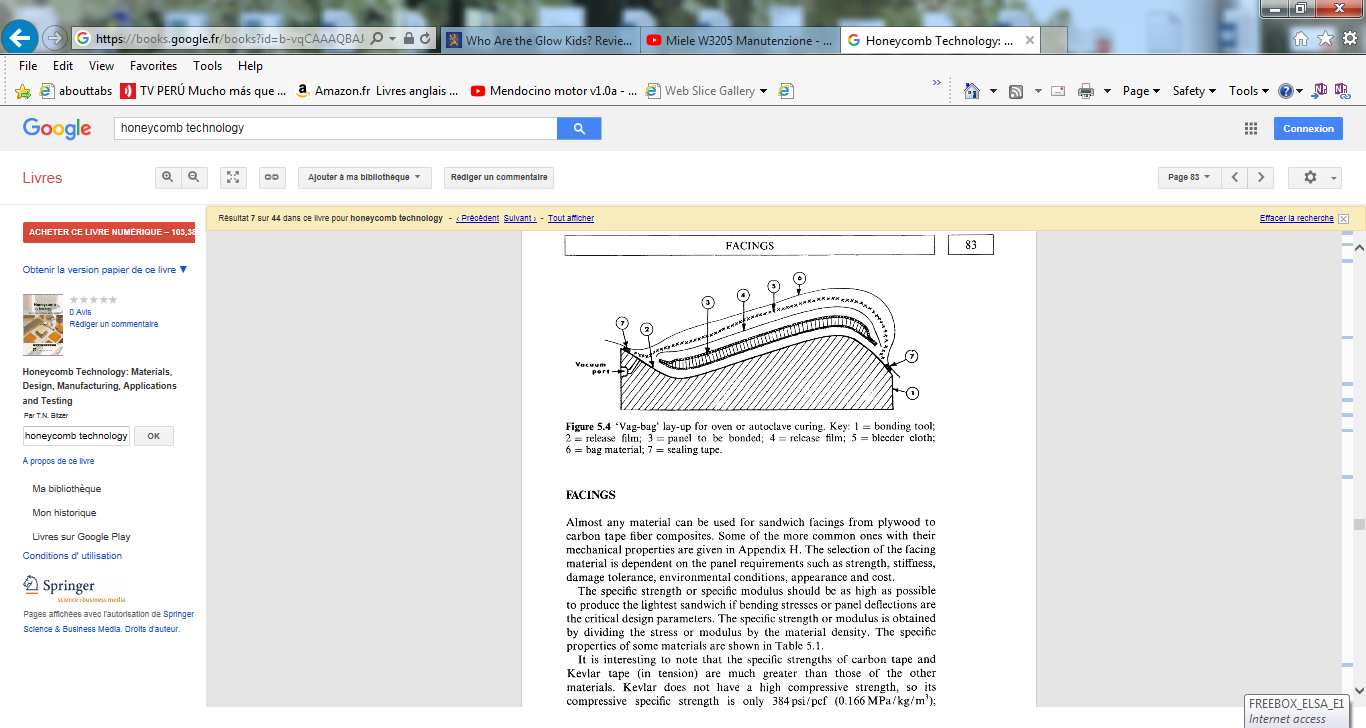 https://books.google.fr/books?id=b-vqCAAAQBAJ
Who Are the Glow Kids? Revie...
Miele W3205 Manutenzione - ...
Honeycomb Technology: ...
File Edit View Favorites Tools Help
abouttabs
TV PERÚ Mucho más que ...
Amazon.fr Livres anglais ...
Mendocino motor v1.0a - ...
Web Slice Gallery
»
Page
Safety
Tools
Google
honeycomb technology
Connexion
Livres
Ajouter à ma bibliothèque
Rédiger un commentaire
Page 83
Résultat 7 sur 44 dans ce livre pour honeycomb technology - ‹ Précédent Suivant › - Tout afficher
Effacer la recherche
ACHETER CE LIVRE NUMÉRIQUE – 103,38
Obtenir la version papier de ce livre ▼
0 Avis
Rédiger un commentaire
Honeycomb Technology: Materials,
Design, Manufacturing, Applications
and Testing
Par T.N. Bitzer
honeycomb technology
OK
À propos de ce livre
Ma bibliothèque
Mon historique
Livres sur Google Play
Conditions d' utilisation
Springer
science+business media
Pages affichées avec l'autorisation de Springer
Science & Business Media. Droits d'auteur.
FACINGS
83
6
5
4
3
7
2
Vacuum
port
7
1
Figure 5.4 'Vag-bag' lay-up for oven or autoclave curing. Key: 1 = bonding tool;
2 = release film; 3 = panel to be bonded; 4 = release film; 5 = bleeder cloth;
6 = bag material; 7 = sealing tape.
FACINGS
Almost any material can be used for sandwich facings from plywood to
carbon tape fiber composites. Some of the more common ones with their
mechanical properties are given in Appendix H. The selection of the facing
material is dependent on the panel requirements such as strength, stiffness,
damage tolerance, environmental conditions, appearance and cost.
The specific strength or specific modulus should be as high as possible
to produce the lightest sandwich if bending stresses or panel deflections are
the critical design parameters. The specific strength or modulus is obtained
by dividing the stress or modulus by the material density. The specific
properties of some materials are shown in Table 5.1.
It is interesting to note that the specific strengths of carbon tape and
Kevlar tape (in tension) are much greater than those of the other
materials. Kevlar does not have a high compressive strength, so its
compressive specific strength is only 384 psi/pcf (0.166 MPa/kg/m³);
FREEBOX_ELSA_E1
Internet access